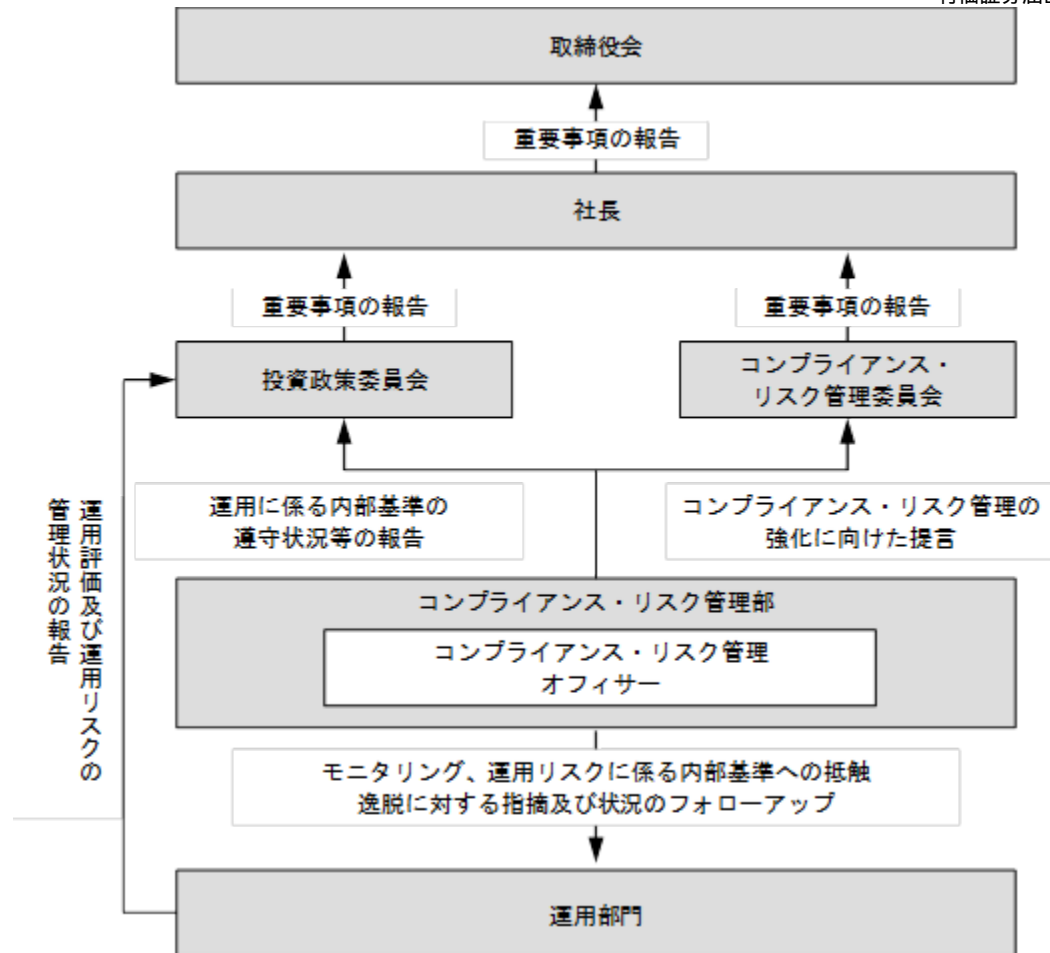 取締役会
重要事項の報告
社長
重要事項の報告
重要事項の報告
投資政策委員会
コンプライアンス・
リスク管理委員会
運用に係る内部基準の
遵守状況等の報告
コンプライアンス・リスク管理の
強化に向けた提言
運用評価及び運用リスクの
管理状況の報告
コンプライアンス・リスク管理部
コンプライアンス・リスク管理
オフィサー
モニタリング、運用リスクに係る内部基準への抵触
逸脱に対する指摘及び状況のフォローアップ
運用部門